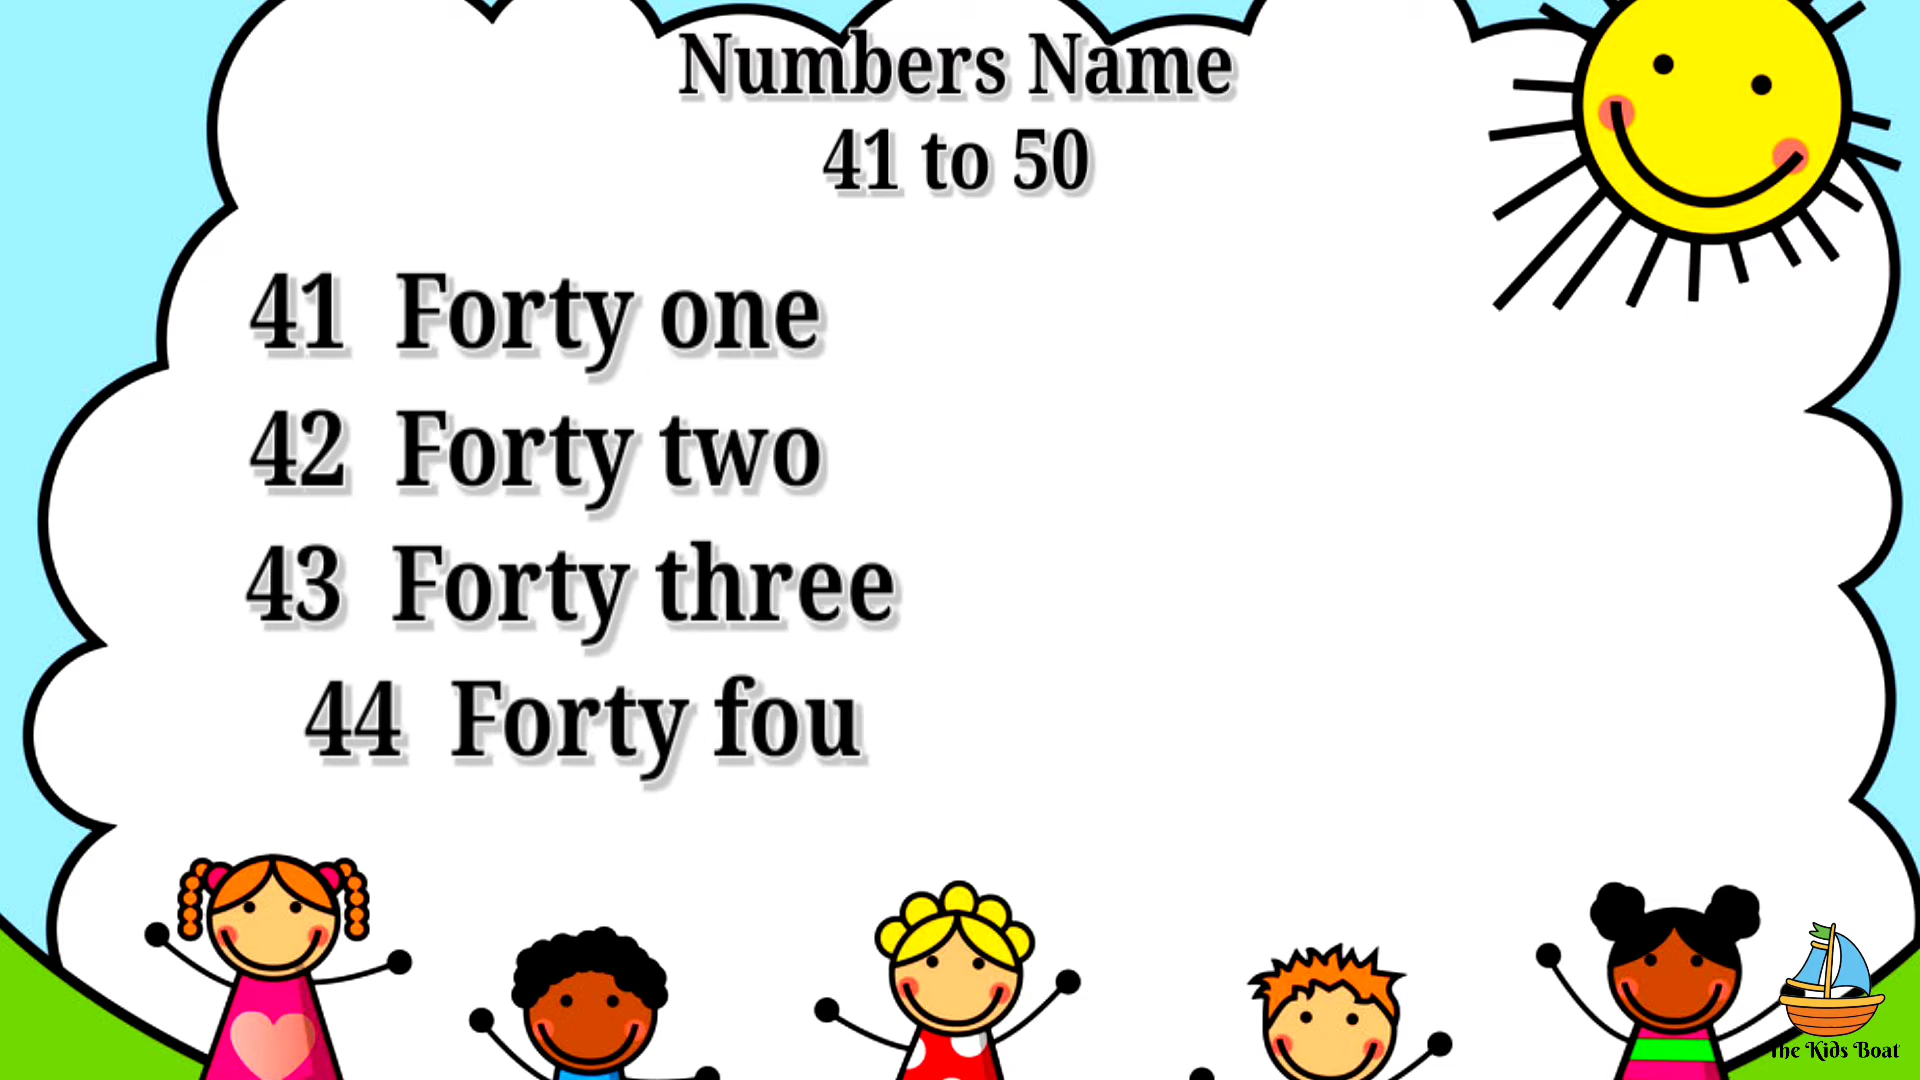 Numbers Name
41 to 50
41 Forty one
42 Forty two
43 Forty three
44 Forty fou
The Kids Boat